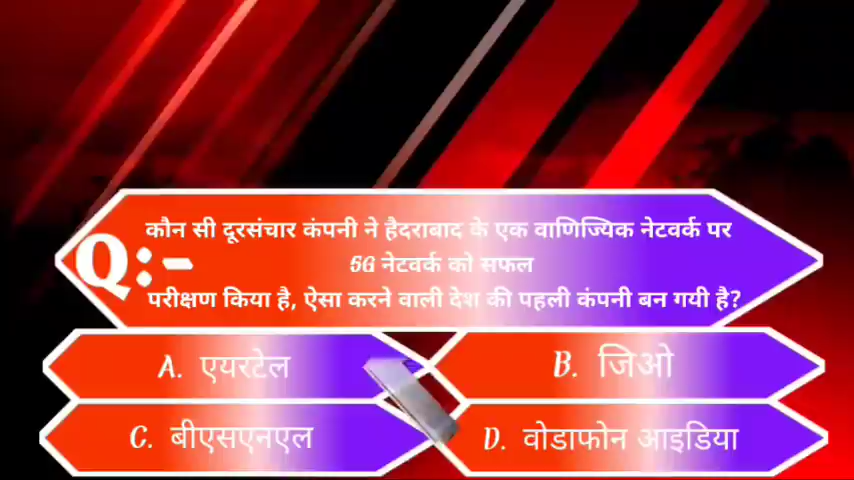 Q:-
कौन सी दूरसंचार कंपनी ने हैदराबाद के एक वाणिज्यिक नेटवर्क पर
5G नेटवर्क को सफल
परीक्षण किया है, ऐसा करने वाली देश की पहली कंपनी बन गयी है?
A. एयरटेल
B. जिओ
C. बीएसएनएल
D. वोडाफोन आइडिया